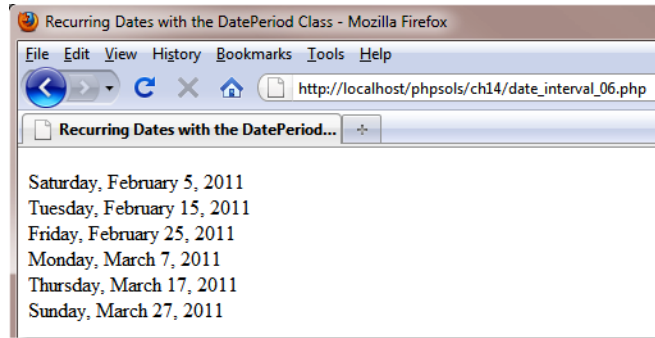 Recurring Dates with the DatePeriod Class - Mozilla Firefox
File Edit View History Bookmarks Tools Help
http://localhost/phpsols/ch14/date_interval_06.php
Recurring Dates with the DatePeriod...
Saturday, February 5, 2011
Tuesday, February 15, 2011
Friday, February 25, 2011
Monday, March 7, 2011
Thursday, March 17, 2011
Sunday, March 27, 2011